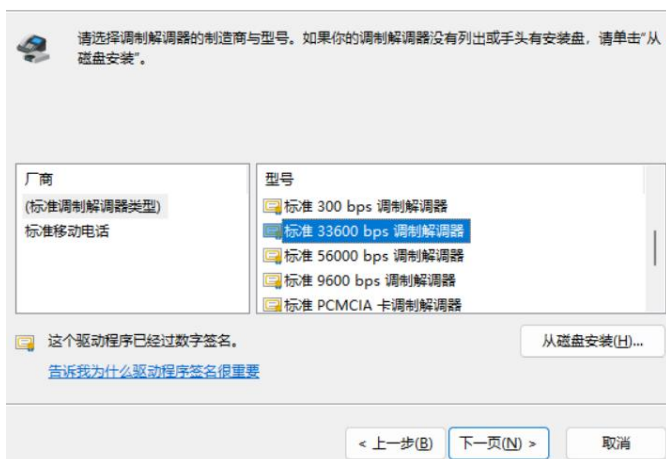 请选择调制解调器的制造商与型号。如果你的调制解调器没有列出或手头有安装盘，请单击“从
磁盘安装”。
厂商
(标准调制解调器类型)
标准移动电话
型号
标准 300 bps 调制解调器
标准 33600 bps 调制解调器
标准 56000 bps 调制解调器
标准 9600 bps 调制解调器
标准 PCMCIA 卡调制解调器
这个驱动程序已经过数字签名。
从磁盘安装(H)...
告诉我为什么驱动程序签名很重要
< 上一步(B)
下一页(N) >
取消